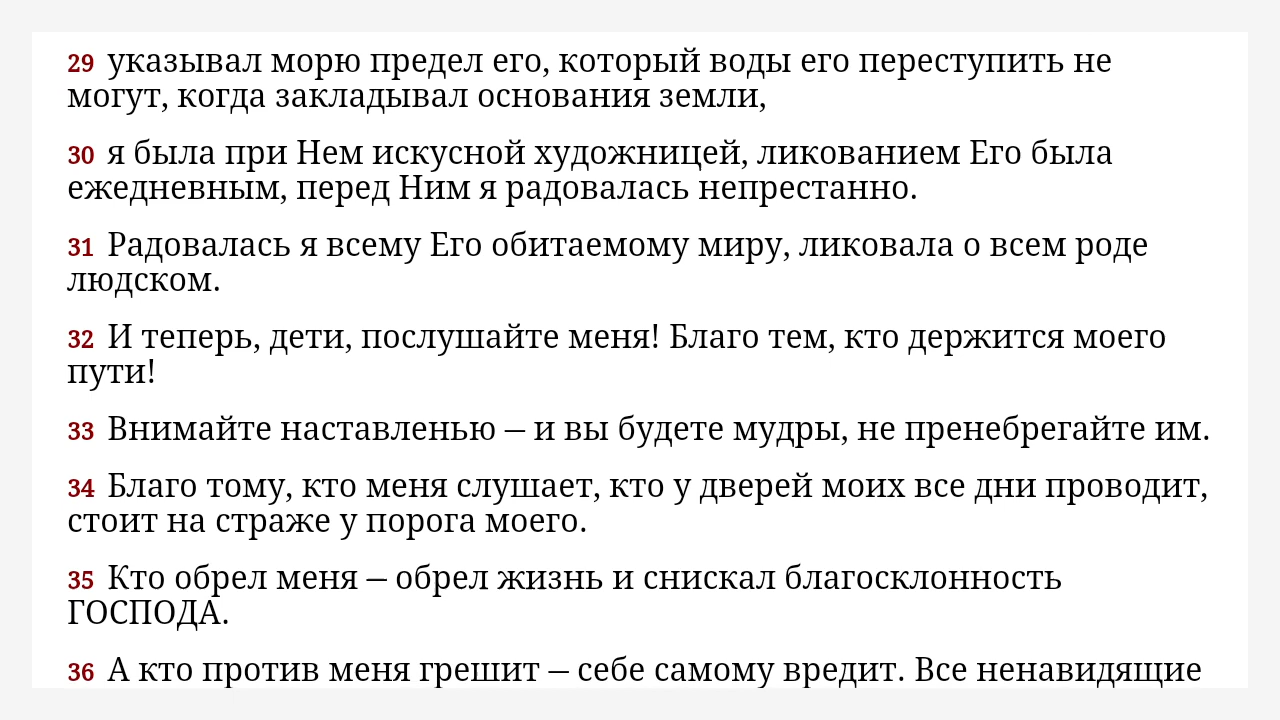 29 указывал морю предел его, который воды его переступить не
могут, когда закладывал основания земли,
30 я была при Нем искусной художницей, ликованием Его была
ежедневным, перед Ним я радовалась непрестанно.
31 Радовалась я всему Его обитаемому миру, ликовала о всем роде
людском.
32 И теперь, дети, послушайте меня! Благо тем, кто держится моего
пути!
33 Внимайте наставленью – и вы будете мудры, не пренебрегайте им.
34 Благо тому, кто меня слушает, кто у дверей моих все дни проводит,
стоит на страже у порога моего.
35 Кто обрел меня – обрел жизнь и снискал благосклонность
ГОСПОДА.
36 А кто против меня грешит – себе самому вредит. Все ненавидящие